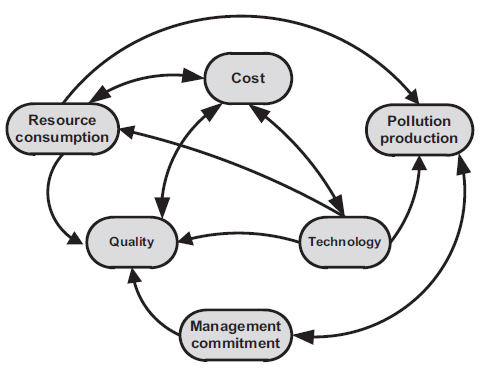 Cost
Resource
consumption
Pollution
production
Quality
Technology
Management
commitment